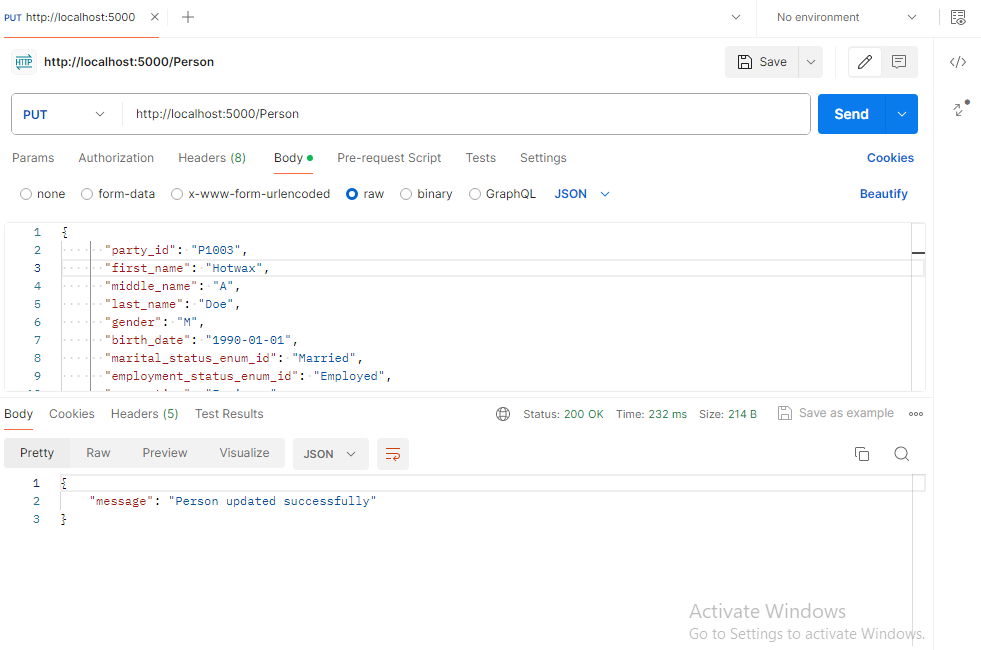 PUT http://localhost:5000
No environment
HTTP http://localhost:5000/Person
Save
PUT http://localhost:5000/Person
Send
Params Authorization Headers (8) Body Pre-request Script Tests Settings Cookies
none form-data x-www-form-urlencoded raw binary GraphQL JSON Beautify
1 {
2 "party_id": "P1003",
3 "first_name": "Hotwax",
4 "middle_name": "A",
5 "last_name": "Doe",
6 "gender": "M",
7 "birth_date": "1990-01-01",
8 "marital_status_enum_id": "Married",
9 "employment_status_enum_id": "Employed",
Body Cookies Headers (5) Test Results Status: 200 OK Time: 232 ms Size: 214 B Save as example
Pretty Raw Preview Visualize JSON
1 {
2 "message": "Person updated successfully"
3 }
Activate Windows
Go to Settings to activate Windows.